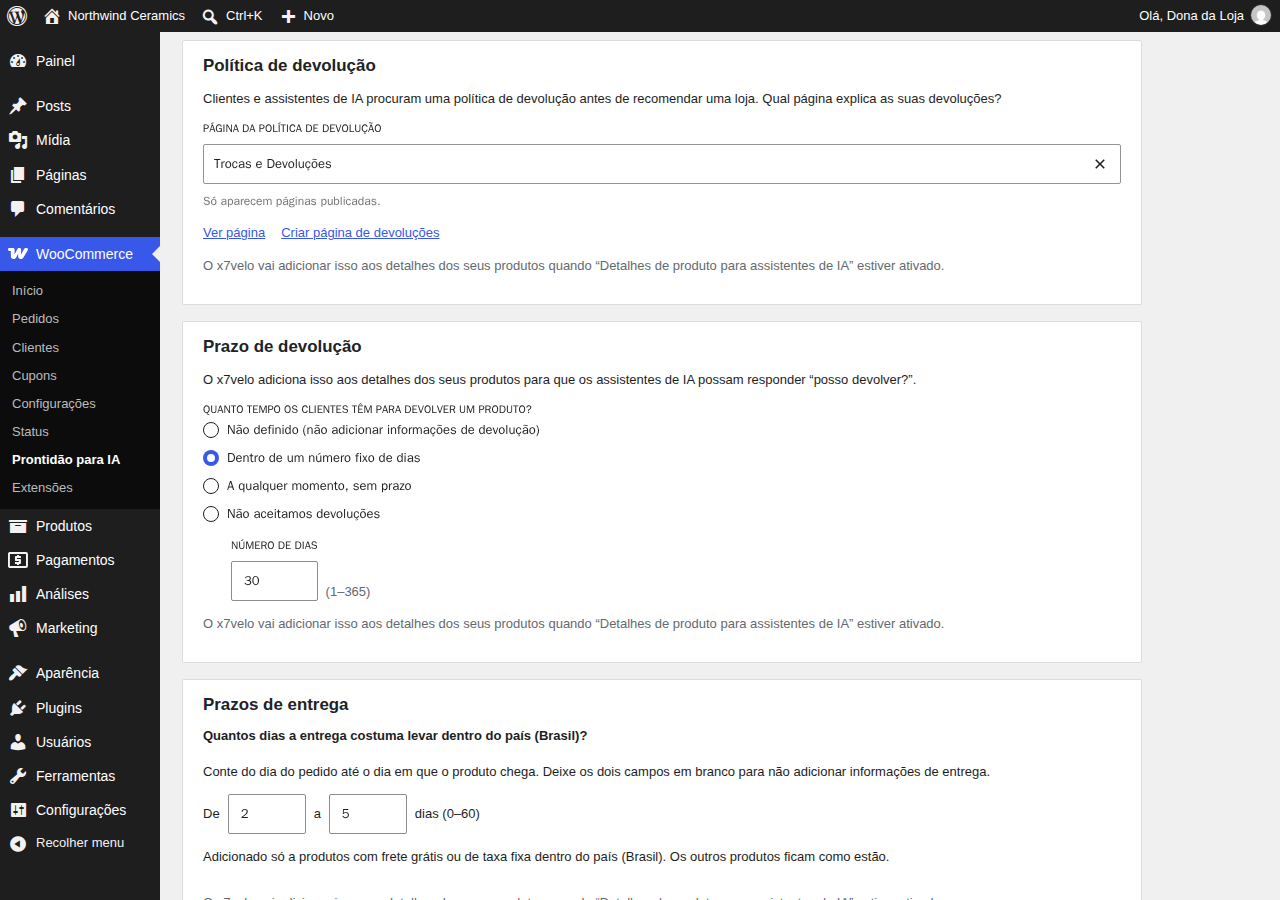 Northwind Ceramics
Ctrl+K
Novo
Olá, Dona da Loja
Painel
Posts
Mídia
Páginas
Comentários
WooCommerce
Início
Pedidos
Clientes
Cupons
Configurações
Status
Prontidão para IA
Extensões
Produtos
Pagamentos
Análises
Marketing
Aparência
Plugins
Usuários
Ferramentas
Configurações
Recolher menu
Política de devolução
Clientes e assistentes de IA procuram uma política de devolução antes de recomendar uma loja. Qual página explica as suas devoluções?
PÁGINA DA POLÍTICA DE DEVOLUÇÃO
Trocas e Devoluções
Só aparecem páginas publicadas.
Ver página Criar página de devoluções
O x7velo vai adicionar isso aos detalhes dos seus produtos quando “Detalhes de produto para assistentes de IA” estiver ativado.
Prazo de devolução
O x7velo adiciona isso aos detalhes dos seus produtos para que os assistentes de IA possam responder “posso devolver?”.
QUANTO TEMPO OS CLIENTES TÊM PARA DEVOLVER UM PRODUTO?
Não definido (não adicionar informações de devolução)
Dentro de um número fixo de dias
A qualquer momento, sem prazo
Não aceitamos devoluções
NÚMERO DE DIAS
30 (1–365)
O x7velo vai adicionar isso aos detalhes dos seus produtos quando “Detalhes de produto para assistentes de IA” estiver ativado.
Prazos de entrega
Quantos dias a entrega costuma levar dentro do país (Brasil)?
Conte do dia do pedido até o dia em que o produto chega. Deixe os dois campos em branco para não adicionar informações de entrega.
De 2 a 5 dias (0–60)
Adicionado só a produtos com frete grátis ou de taxa fixa dentro do país (Brasil). Os outros produtos ficam como estão.